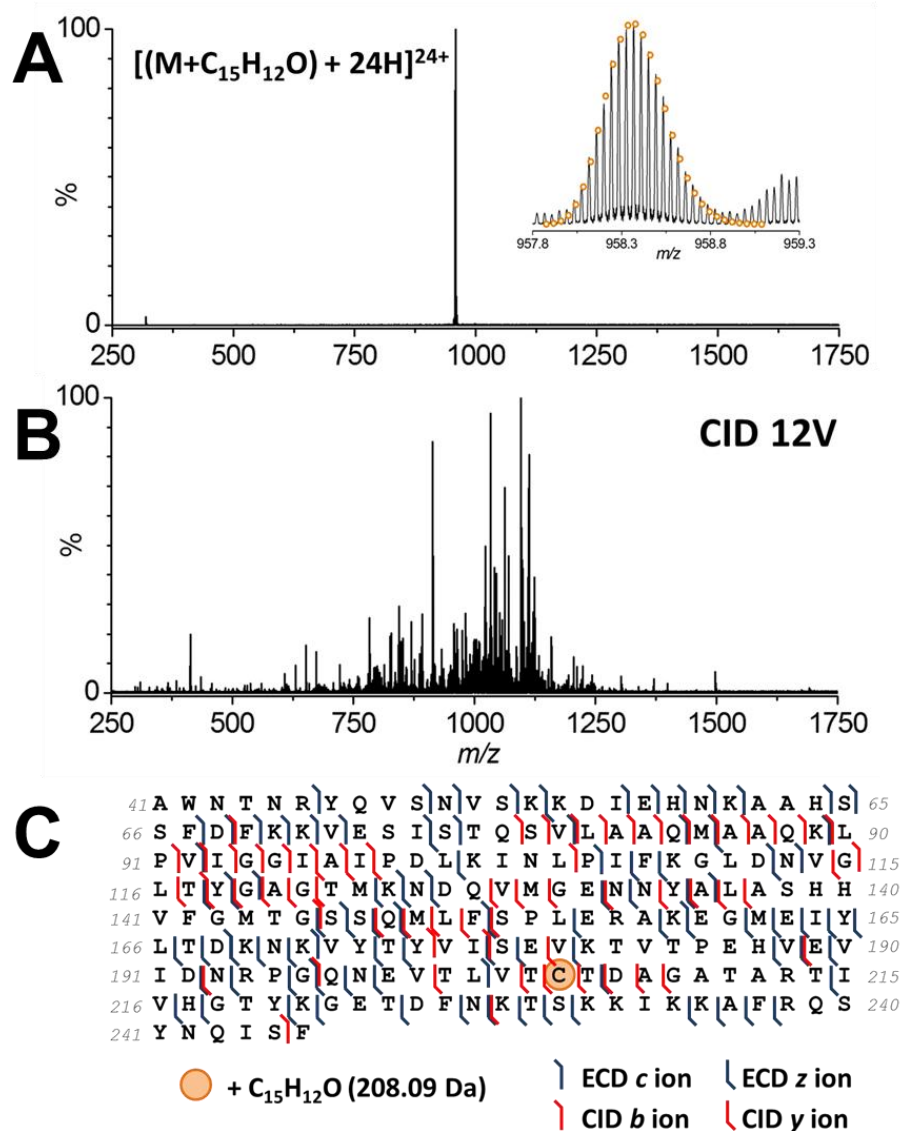 A
100
[(M+C₁₅H₁₂O) + 24H]²⁴⁺
%
0
957.8 958.3 958.8 959.3
m/z
250 500 750 1000 1250 1500 1750
B
100
CID 12V
%
0
250 500 750 1000 1250 1500 1750
m/z
C
41 A W N T N R Y Q V S N V S K K D I E H N K A A H S 65
66 S F D F K K V E S I S T Q S V L A A Q M A A Q K L 90
91 P V I G G I A I P D L K I N L P I F K G L D N V G 115
116 L T Y G A G T M K N D Q V M G E N N Y A L A S H H 140
141 V F G M T G S S Q M L F S P L E R A K E G M E I Y 165
166 L T D K N K V Y T Y V I S E V K T V T P E H V E V 190
191 I D N R P G Q N E V T L V T C T D A G A T A R T I 215
216 V H G T Y K G E T D F N K T S K K I K K A F R Q S 240
241 Y N Q I S F
+ C₁₅H₁₂O (208.09 Da)
ECD c ion
ECD z ion
CID b ion
CID y ion